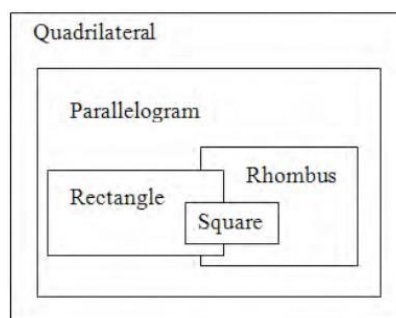 Quadrilateral
Parallelogram
Rhombus
Rectangle
Square